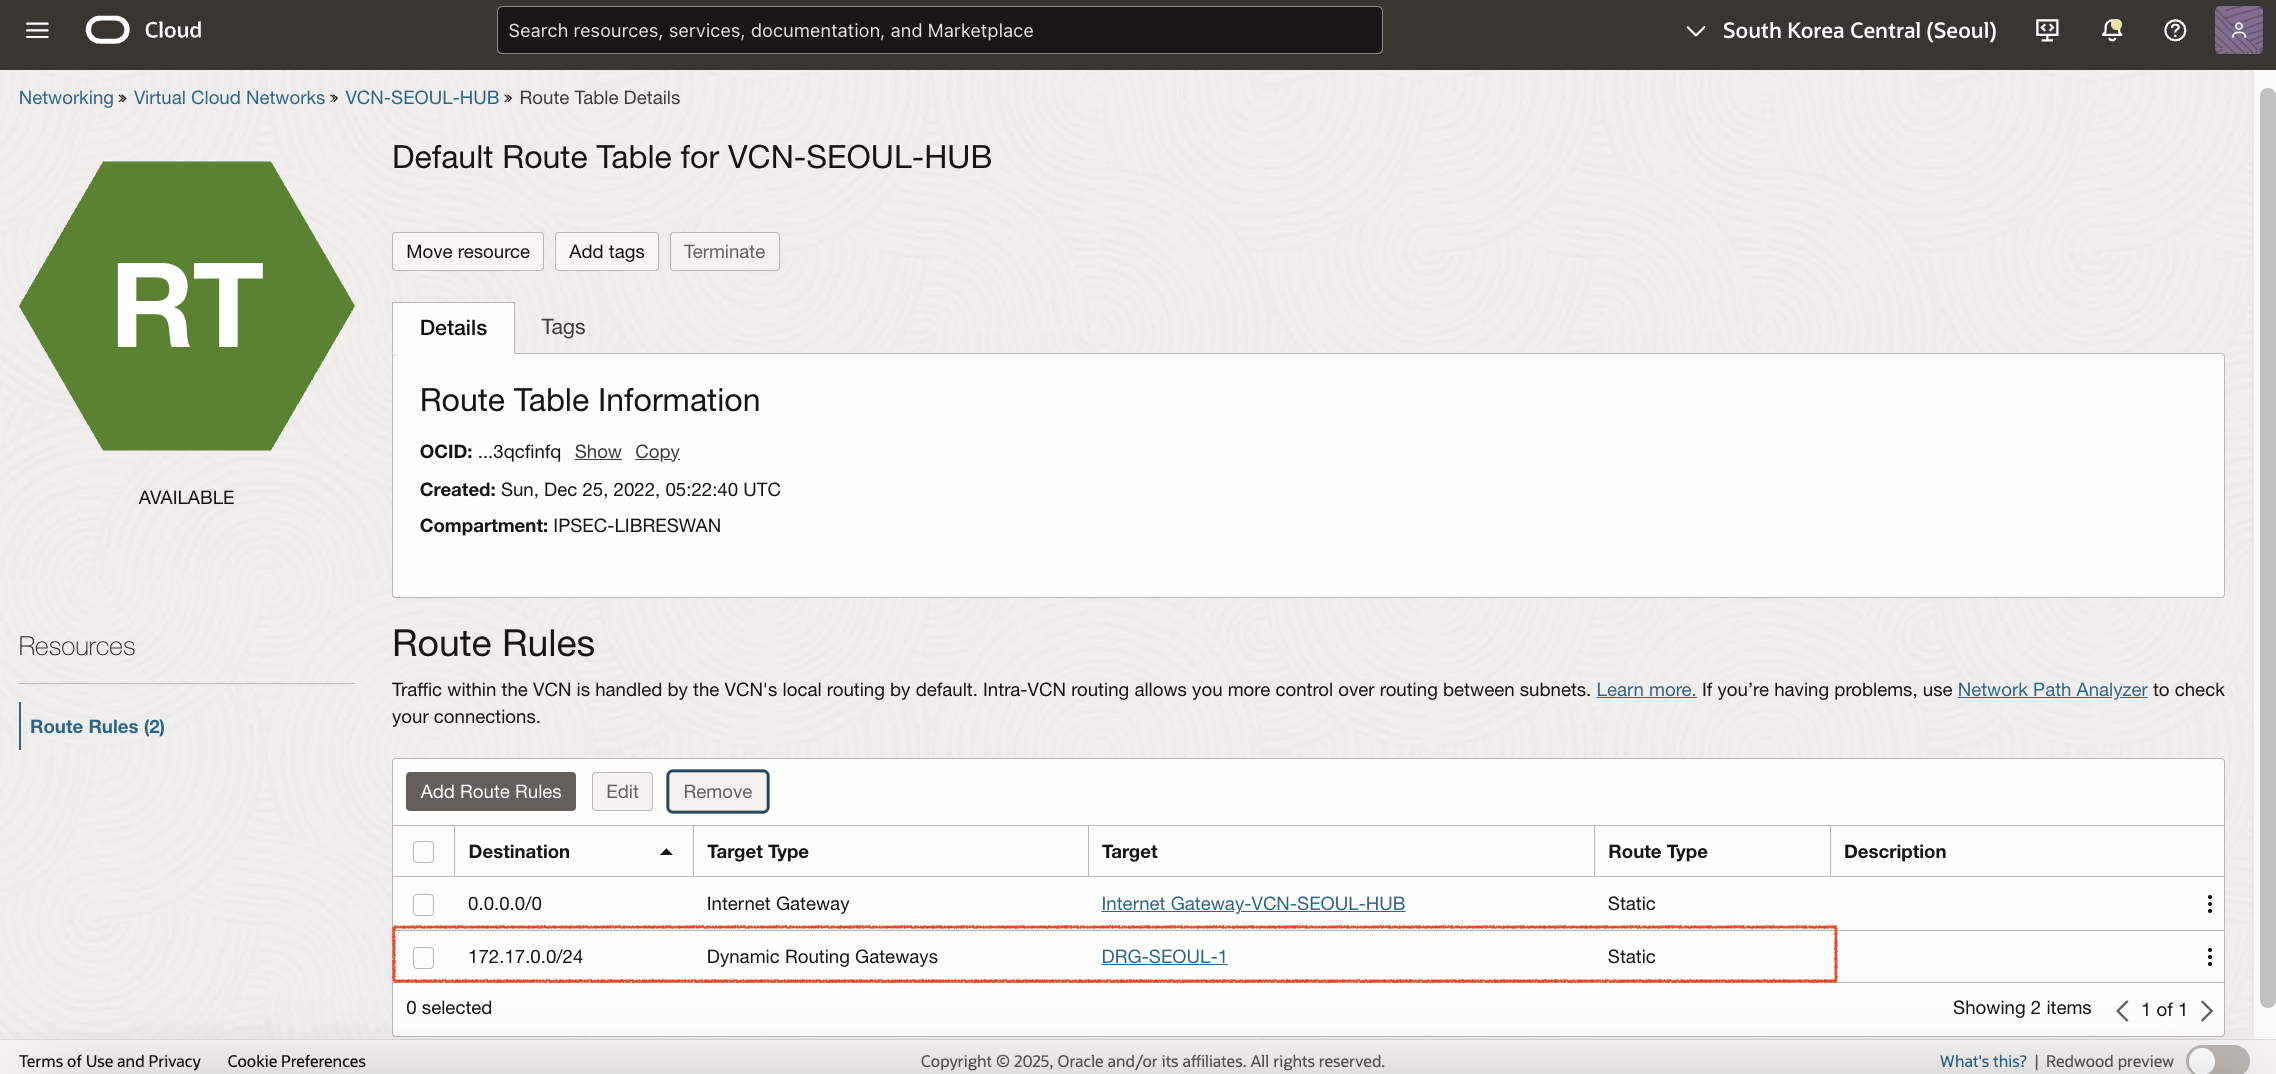 Cloud
Search resources, services, documentation, and Marketplace
South Korea Central (Seoul)
Networking » Virtual Cloud Networks » VCN-SEOUL-HUB » Route Table Details
RT
AVAILABLE
Default Route Table for VCN-SEOUL-HUB
Move resource Add tags Terminate
Details Tags
Route Table Information
OCID: ...3qcfinfq Show Copy
Created: Sun, Dec 25, 2022, 05:22:40 UTC
Compartment: IPSEC-LIBRESWAN
Resources
Route Rules (2)
Route Rules
Traffic within the VCN is handled by the VCN's local routing by default. Intra-VCN routing allows you more control over routing between subnets. Learn more. If you’re having problems, use Network Path Analyzer to check
your connections.
Add Route Rules Edit Remove
Destination Target Type Target Route Type Description
0.0.0.0/0 Internet Gateway Internet Gateway-VCN-SEOUL-HUB Static
172.17.0.0/24 Dynamic Routing Gateways DRG-SEOUL-1 Static
0 selected Showing 2 items 1 of 1
Terms of Use and Privacy Cookie Preferences Copyright © 2025, Oracle and/or its affiliates. All rights reserved. What's this? | Redwood preview